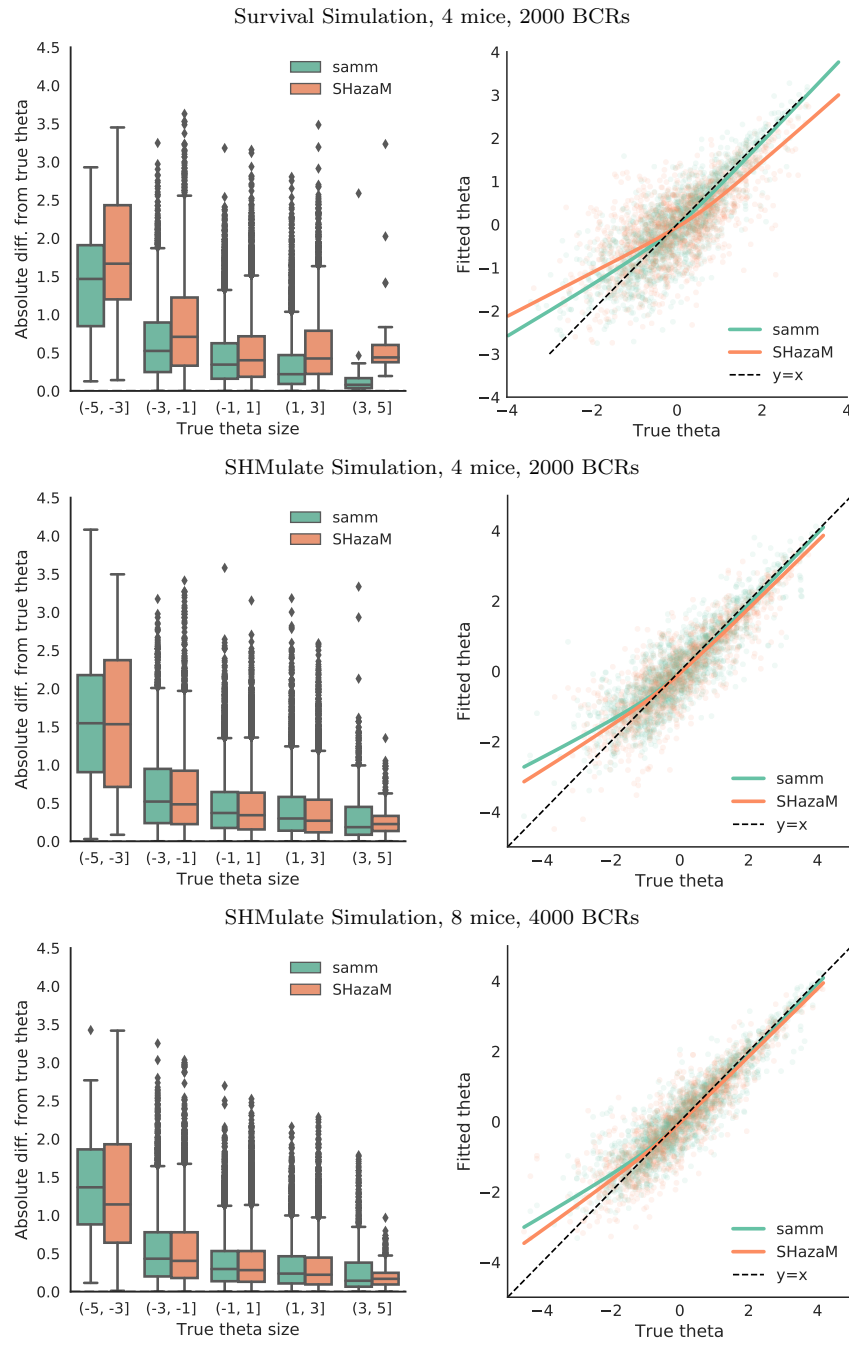 Survival Simulation, 4 mice, 2000 BCRs
4.5
4.0
3.5
3.0
2.5
2.0
1.5
1.0
0.5
0.0
Absolute diff. from true theta
samm
SHazaM
(-5, -3] (-3, -1] (-1, 1] (1, 3] (3, 5]
True theta size
4
3
2
1
0
−1
−2
−3
−4
Fitted theta
samm
SHazaM
y=x
−4 −2 0 2 4
True theta
SHMulate Simulation, 4 mice, 2000 BCRs
4.5
4.0
3.5
3.0
2.5
2.0
1.5
1.0
0.5
0.0
Absolute diff. from true theta
samm
SHazaM
(-5, -3] (-3, -1] (-1, 1] (1, 3] (3, 5]
True theta size
4
2
0
−2
−4
Fitted theta
samm
SHazaM
y=x
−4 −2 0 2 4
True theta
SHMulate Simulation, 8 mice, 4000 BCRs
4.5
4.0
3.5
3.0
2.5
2.0
1.5
1.0
0.5
0.0
Absolute diff. from true theta
samm
SHazaM
(-5, -3] (-3, -1] (-1, 1] (1, 3] (3, 5]
True theta size
4
2
0
−2
−4
Fitted theta
samm
SHazaM
y=x
−4 −2 0 2 4
True theta